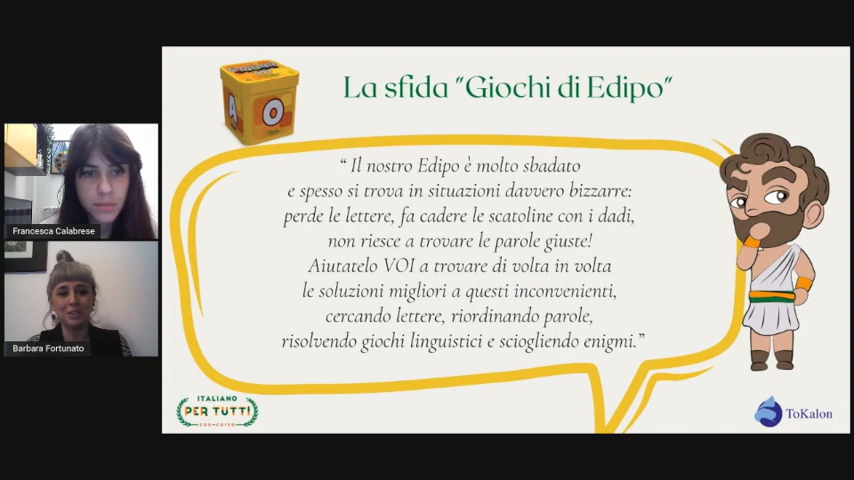 La sfida "Giochi di Edipo"
A
O
“ Il nostro Edipo è molto sbadato
e spesso si trova in situazioni davvero bizzarre:
perde le lettere, fa cadere le scatoline con i dadi,
non riesce a trovare le parole giuste!
Aiutatelo VOI a trovare di volta in volta
le soluzioni migliori a questi inconvenienti,
cercando lettere, riordinando parole,
risolvendo giochi linguistici e sciogliendo enigmi.”
Francesca Calabrese
Barbara Fortunato
ITALIANO
PER TUTTI
CON-CORSO
ToKalon